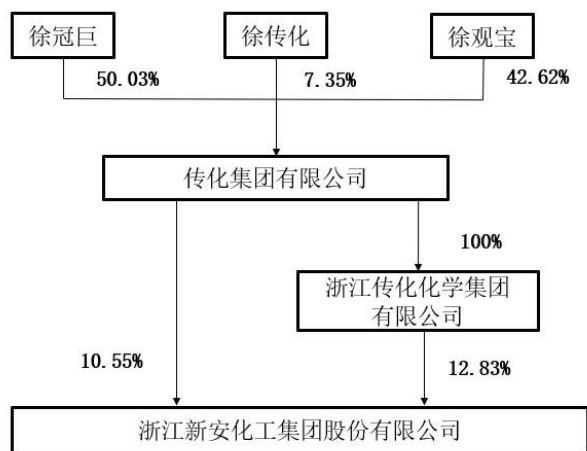 徐冠巨
徐传化
徐观宝
50.03%
7.35%
42.62%
传化集团有限公司
100%
浙江传化化学集团
有限公司
10.55%
12.83%
浙江新安化工集团股份有限公司